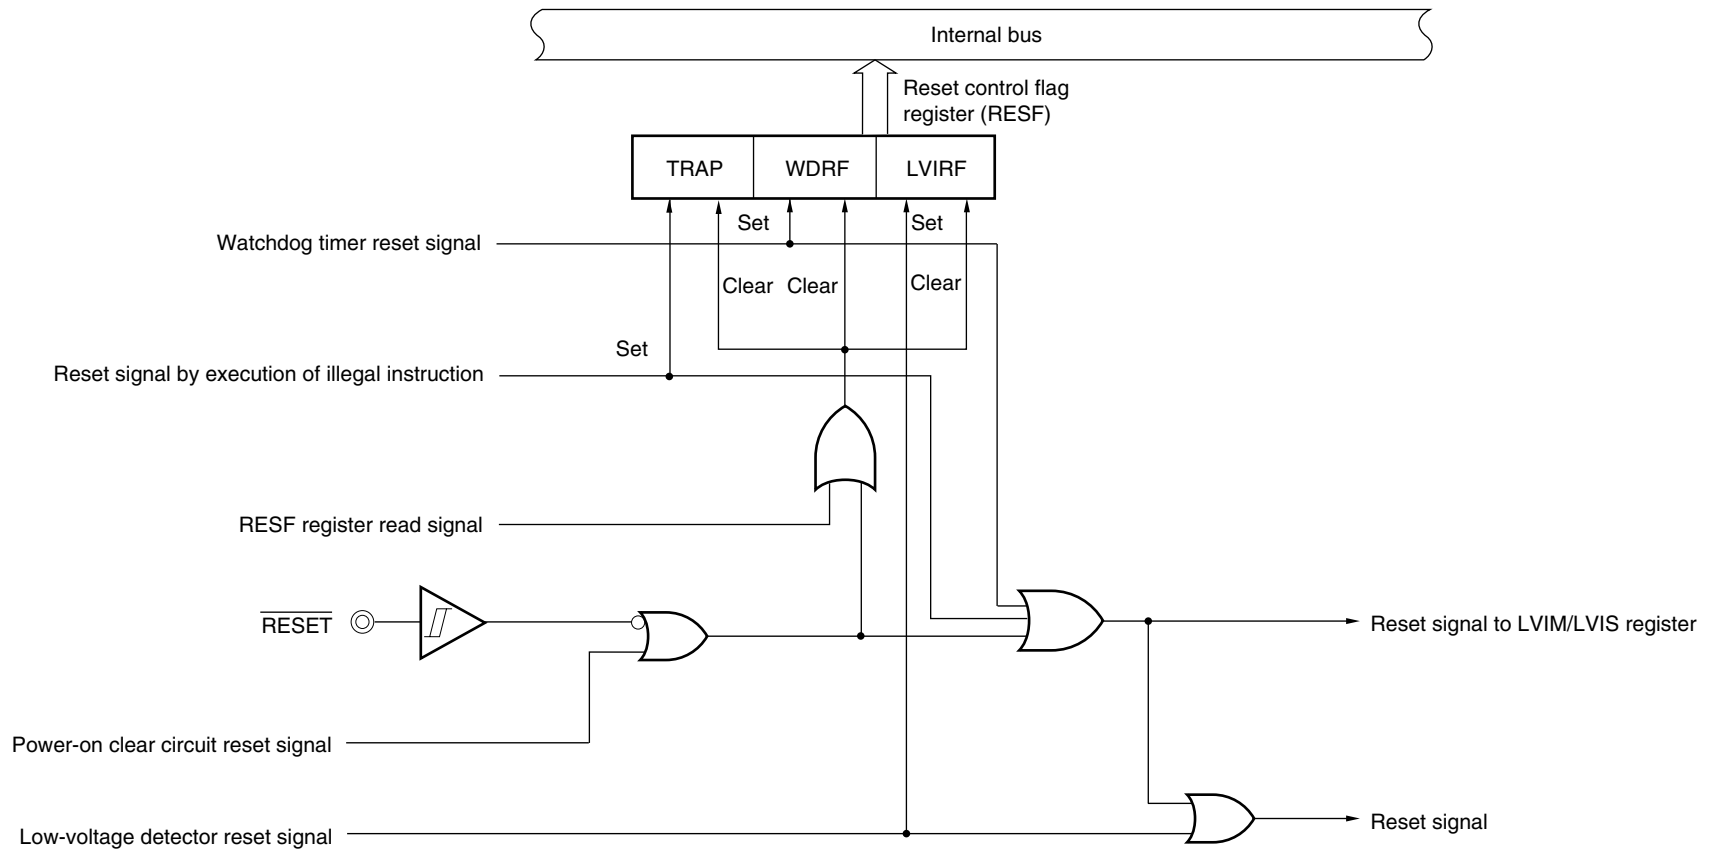 Internal bus
Reset control flag
register (RESF)
TRAP
WDRF
LVIRF
Set
Set
Watchdog timer reset signal
Clear
Clear
Clear
Set
Reset signal by execution of illegal instruction
RESF register read signal
RESET
Reset signal to LVIM/LVIS register
Power-on clear circuit reset signal
Reset signal
Low-voltage detector reset signal